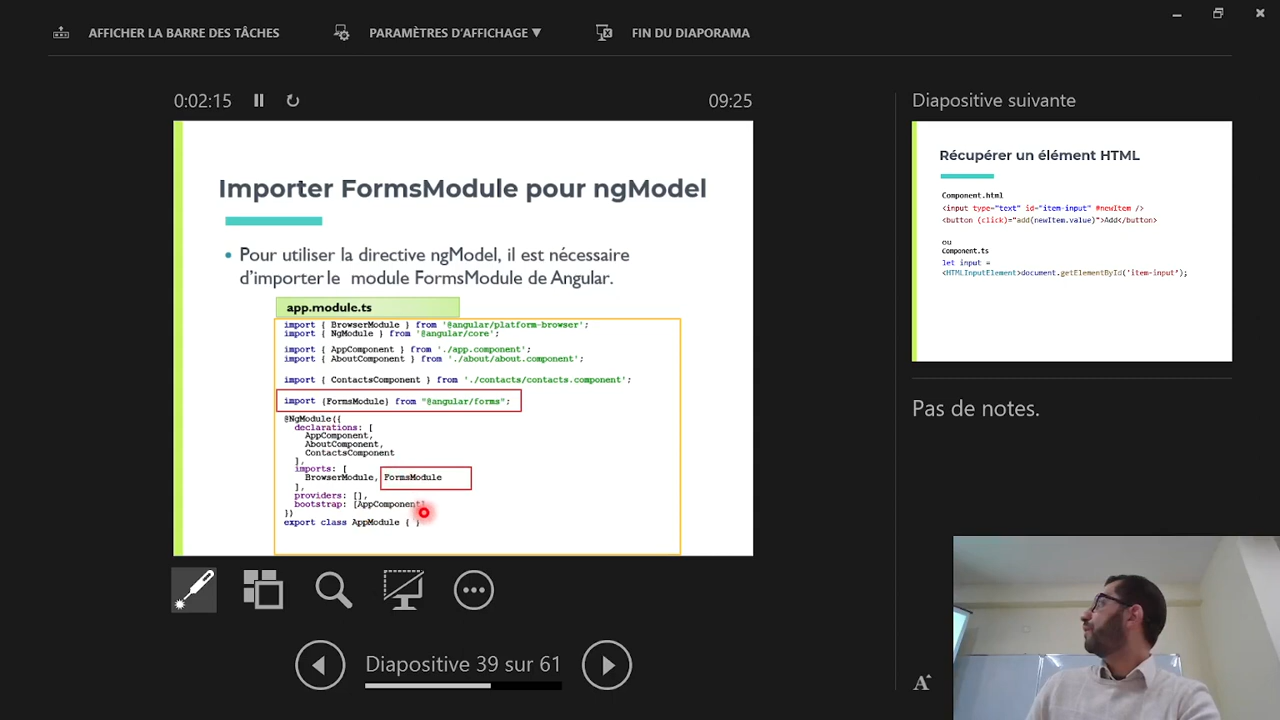 AFFICHER LA BARRE DES TÂCHES
PARAMÈTRES D'AFFICHAGE ▼
FIN DU DIAPORAMA
0:02:15
09:25
Importer FormsModule pour ngModel
• Pour utiliser la directive ngModel, il est nécessaire
d'importer le module FormsModule de Angular.
app.module.ts
import { BrowserModule } from '@angular/platform-browser';
import { NgModule } from '@angular/core';
import { AppComponent } from './app.component';
import { AboutComponent } from './about/about.component';
import { ContactsComponent } from './contacts/contacts.component';
import {FormsModule} from "@angular/forms";
@NgModule({
declarations: [
AppComponent,
AboutComponent,
ContactsComponent
],
imports: [
BrowserModule, FormsModule
],
providers: [],
bootstrap: [AppComponent]
})
export class AppModule { }
Diapositive 39 sur 61
Diapositive suivante
Récupérer un élément HTML
Component.html
<input type="text" id="item-input" #newItem />
<button (click)="add(newItem.value)">Add</button>
ou
Component.ts
let input =
<HTMLInputElement>document.getElementById('item-input');
Pas de notes.
A